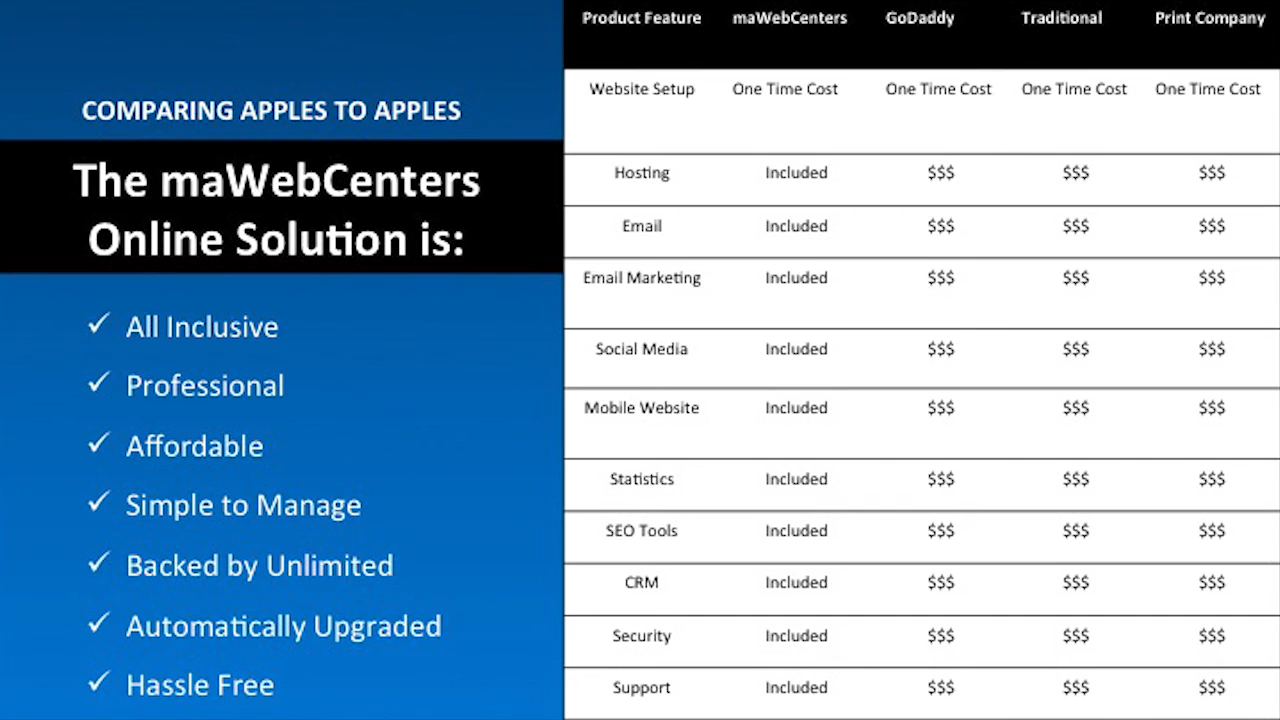 COMPARING APPLES TO APPLES
The maWebCenters
Online Solution is:
✓ All Inclusive
✓ Professional
✓ Affordable
✓ Simple to Manage
✓ Backed by Unlimited
✓ Automatically Upgraded
✓ Hassle Free
Product Feature maWebCenters GoDaddy Traditional Print Company
Website Setup One Time Cost One Time Cost One Time Cost One Time Cost
Hosting Included $$$ $$$ $$$
Email Included $$$ $$$ $$$
Email Marketing Included $$$ $$$ $$$
Social Media Included $$$ $$$ $$$
Mobile Website Included $$$ $$$ $$$
Statistics Included $$$ $$$ $$$
SEO Tools Included $$$ $$$ $$$
CRM Included $$$ $$$ $$$
Security Included $$$ $$$ $$$
Support Included $$$ $$$ $$$